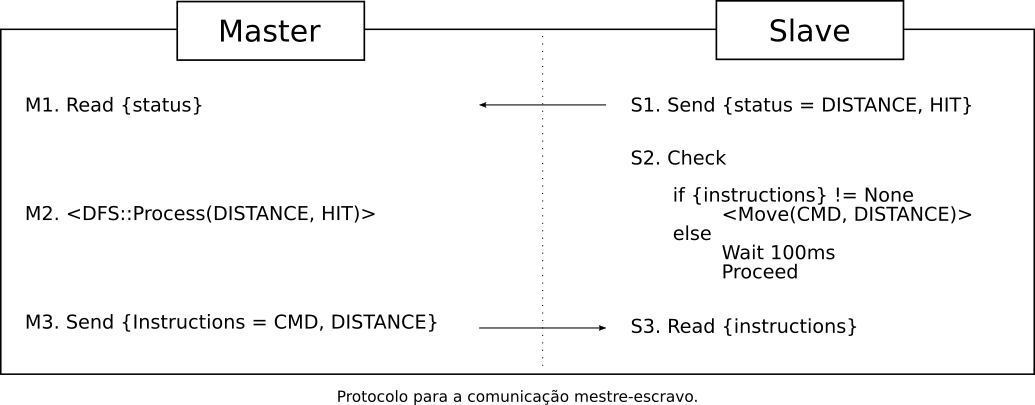 Master
Slave
M1. Read {status}
S1. Send {status = DISTANCE, HIT}
S2. Check
if {instructions} != None
<Move(CMD, DISTANCE)>
M2. <DFS::Process(DISTANCE, HIT)>
else
Wait 100ms
Proceed
M3. Send {Instructions = CMD, DISTANCE}
S3. Read {instructions}
Protocolo para a comunicação mestre-escravo.